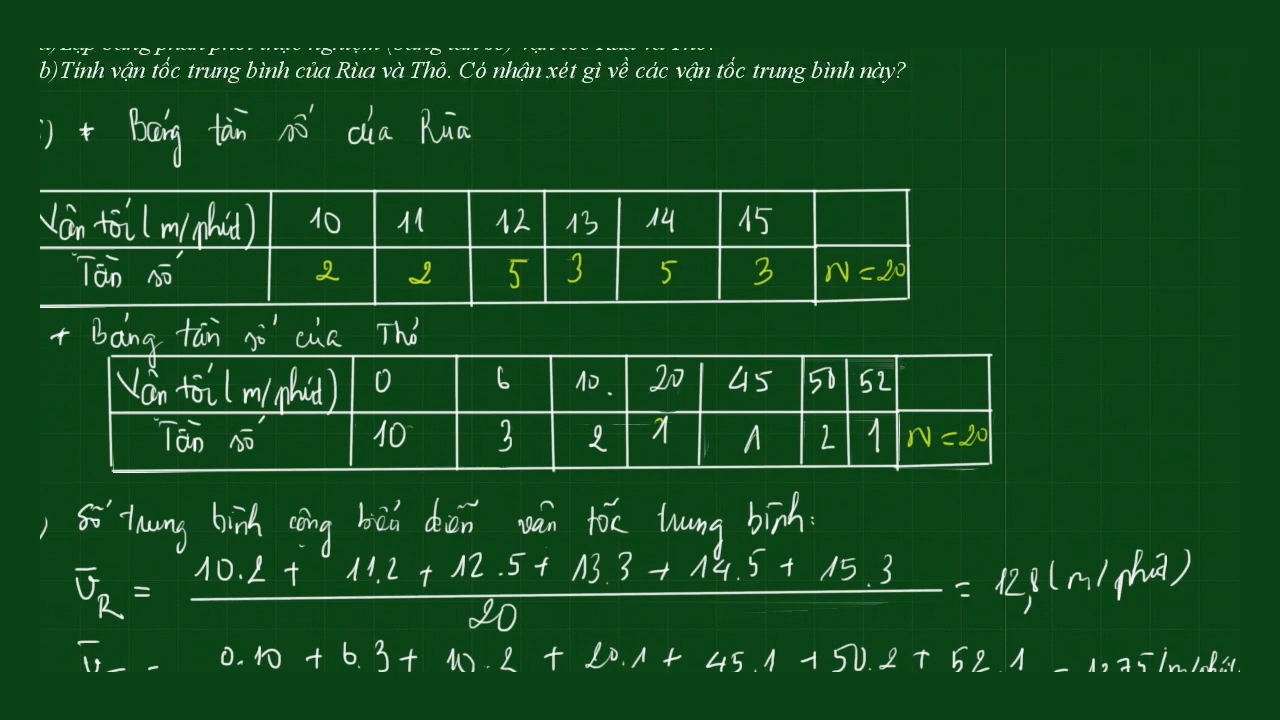 b)Tính vận tốc trung bình của Rùa và Thỏ. Có nhận xét gì về các vận tốc trung bình này?
) * Bảng tần số của Rùa
Vận tốc ( m/phút) 10 11 12 13 14 15
Tần số 2 2 5 3 5 3 N = 20
+ Bảng tần số của Thỏ
Vận tốc ( m/phút) 0 6 10. 20 45 50 52
Tần số 10 3 2 1 1 2 1 N = 20
) Số trung bình cộng biểu diễn vận tốc trung bình:
V̄R = 10.2 + 11.2 + 12.5 + 13.3 + 14.5 + 15.3 / 20 = 12,8 (m/phút)
0.10 + 6.3 + 10.2 + 20.1 + 45.1 + 50.2 + 52.1